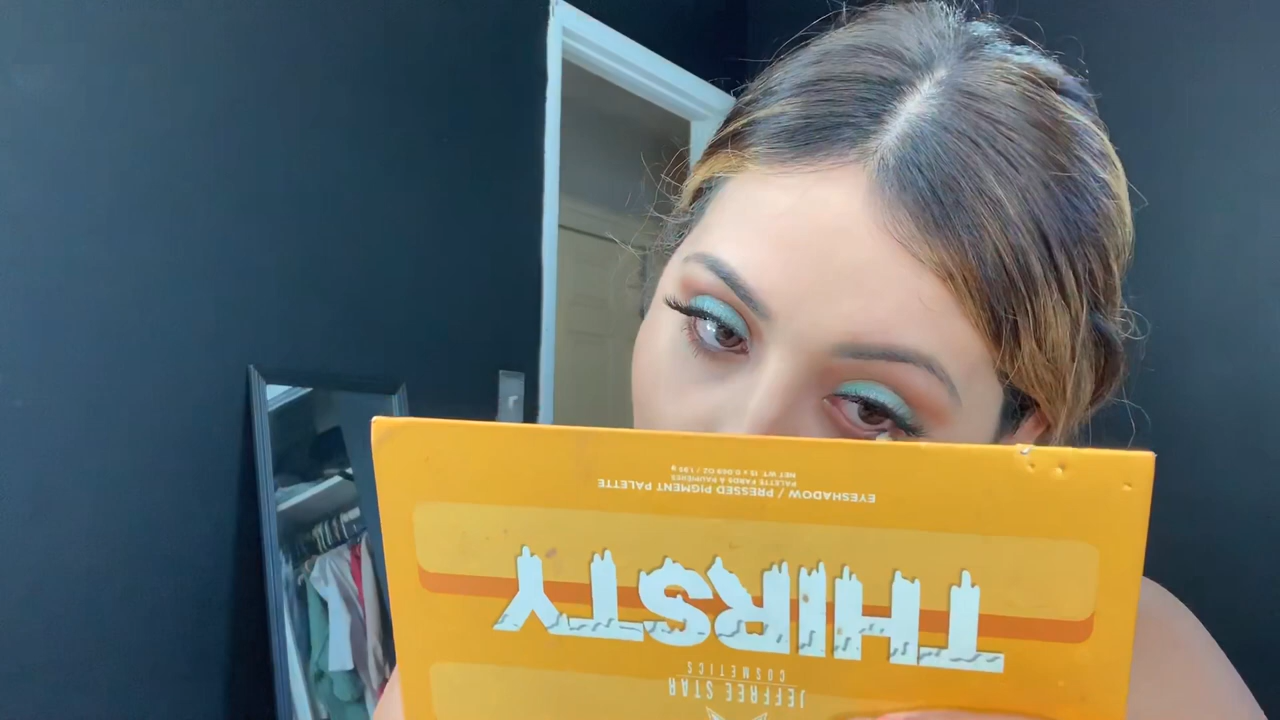 JEFFREE STAR
COSMETICS
THIRSTY
EYESHADOW / PRESSED PIGMENT PALETTE
PALETTE FARDS À PAUPIÈRES
NET WT. 15 x 0.069 OZ / 1.95 g